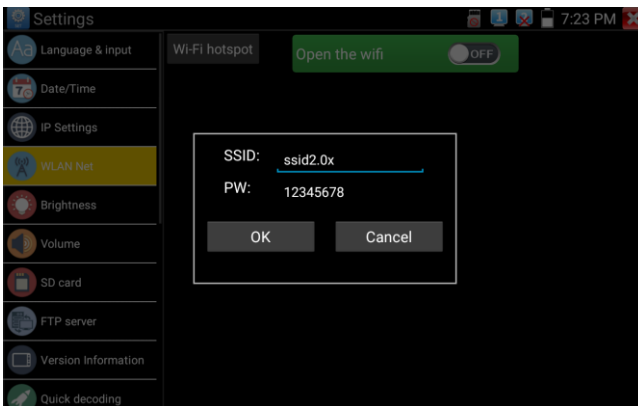 Settings
7:23 PM
Aa Language & input
Wi-Fi hotspot
Open the wifi
OFF
Date/Time
IP Settings
WLAN Net
SSID: ssid2.0x
PW: 12345678
OK Cancel
Brightness
Volume
SD card
FTP server
Version Information
Quick decoding